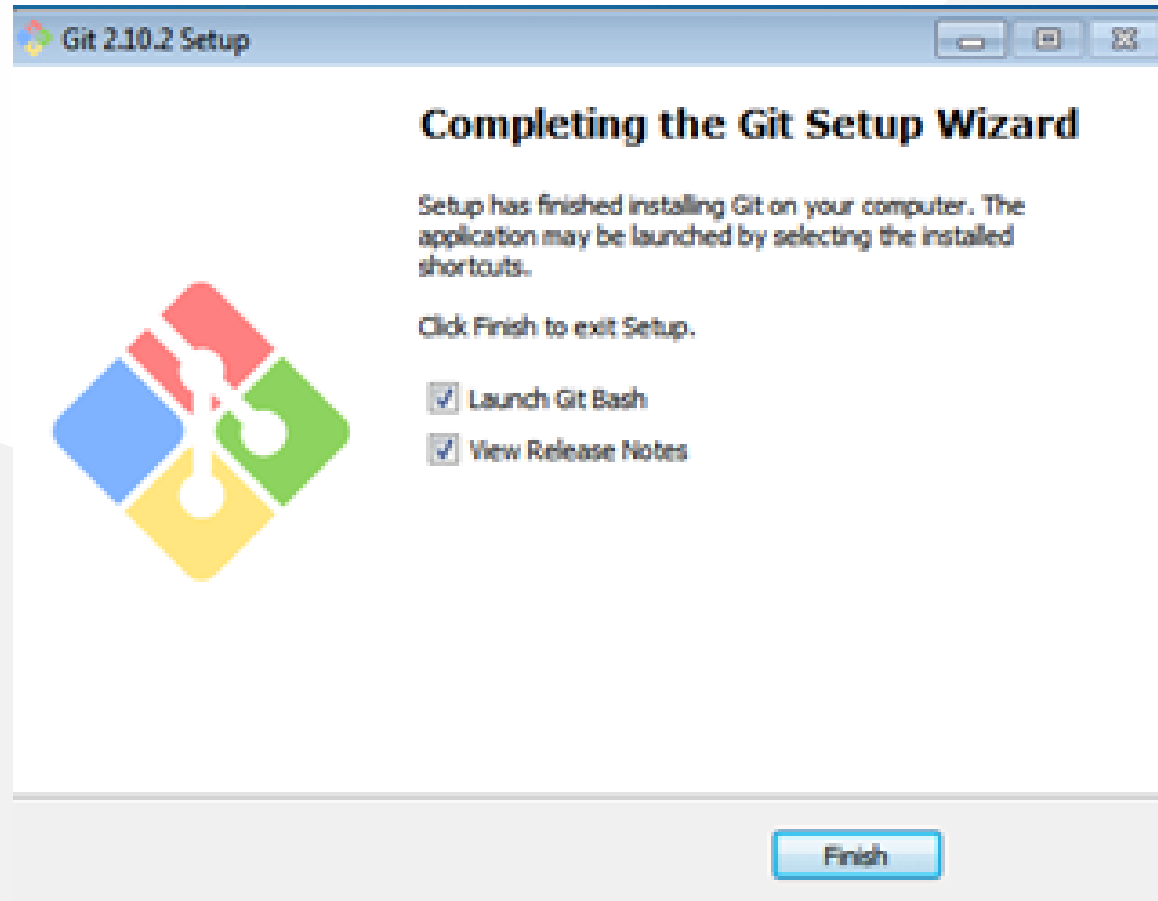 Git 2.10.2 Setup
Completing the Git Setup Wizard
Setup has finished installing Git on your computer. The
application may be launched by selecting the installed
shortcuts.
Click Finish to exit Setup.
Launch Git Bash
View Release Notes
Finish